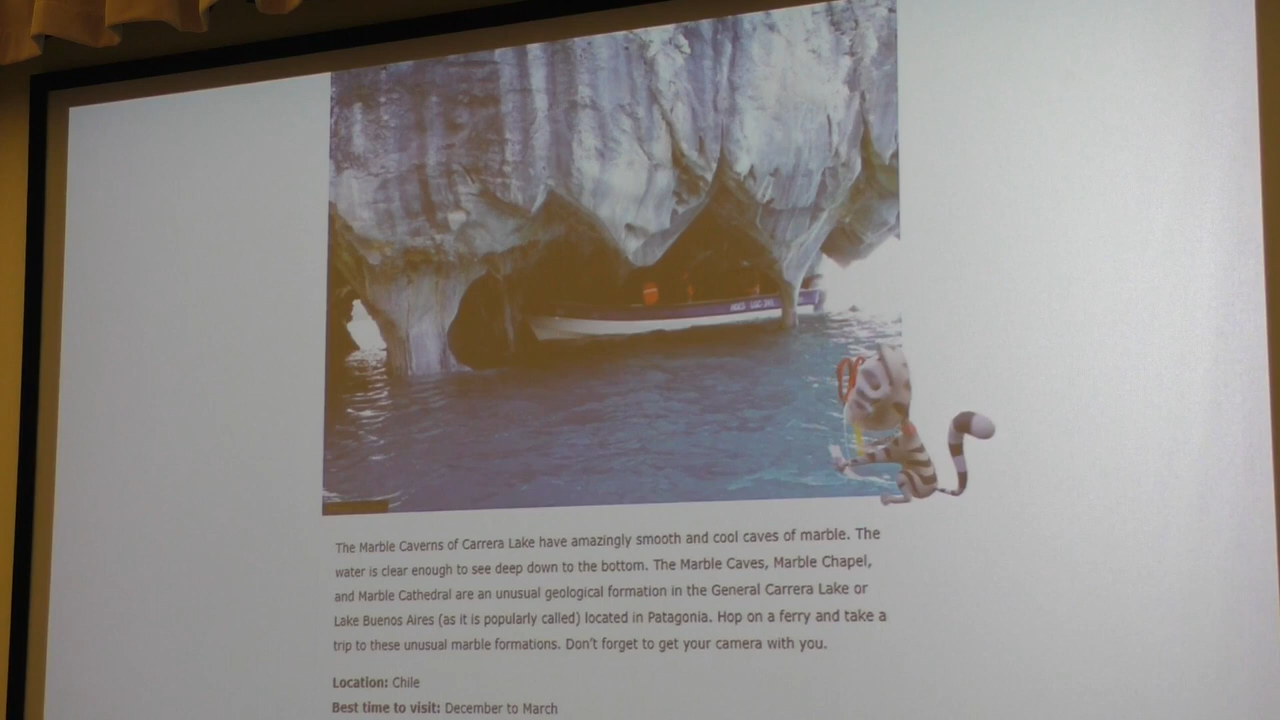 The Marble Caverns of Carrera Lake have amazingly smooth and cool caves of marble. The
water is clear enough to see deep down to the bottom. The Marble Caves, Marble Chapel,
and Marble Cathedral are an unusual geological formation in the General Carrera Lake or
Lake Buenos Aires (as it is popularly called) located in Patagonia. Hop on a ferry and take a
trip to these unusual marble formations. Don't forget to get your camera with you.
Location: Chile
Best time to visit: December to March